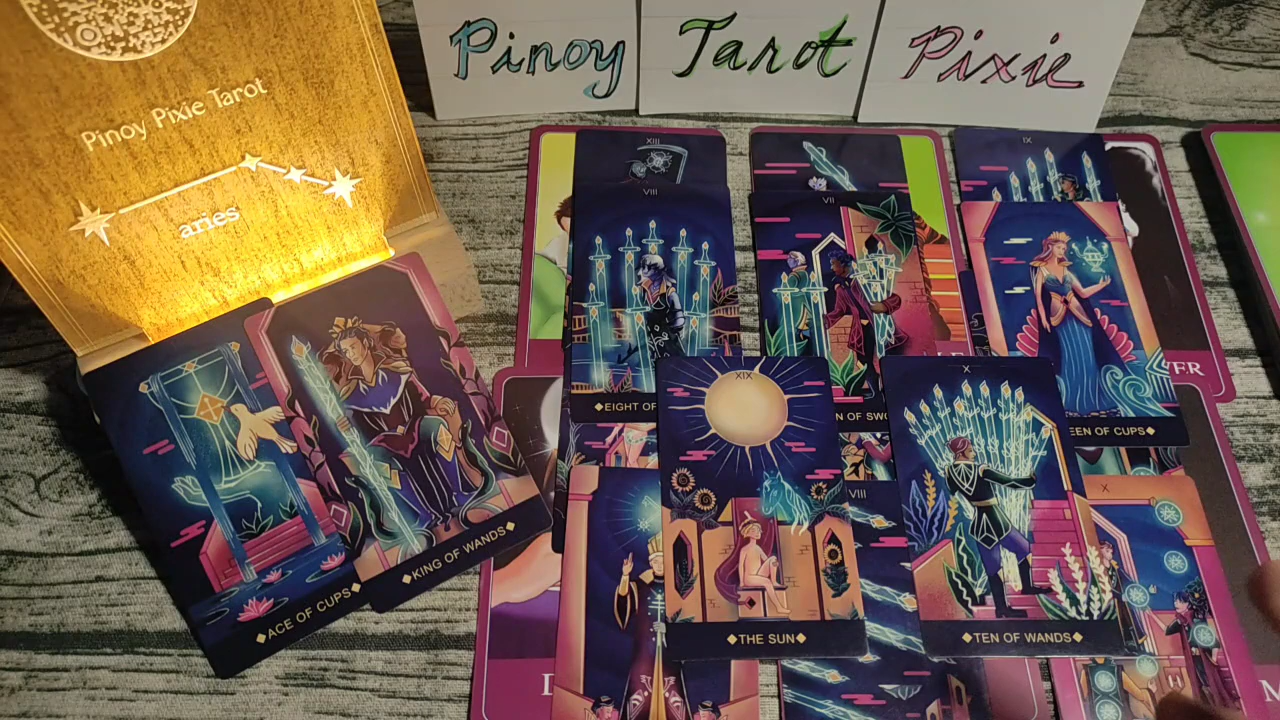 Pinoy Tarot Pixie
Pinoy Pixie Tarot
aries
XIII
IX
VIII
VII
EIGHT OF
N OF SWO
EEN OF CUPS
VER
XIX
X
VIII
X
◆ACE OF CUPS◆
◆KING OF WANDS◆
◆THE SUN◆
◆TEN OF WANDS◆
D
M